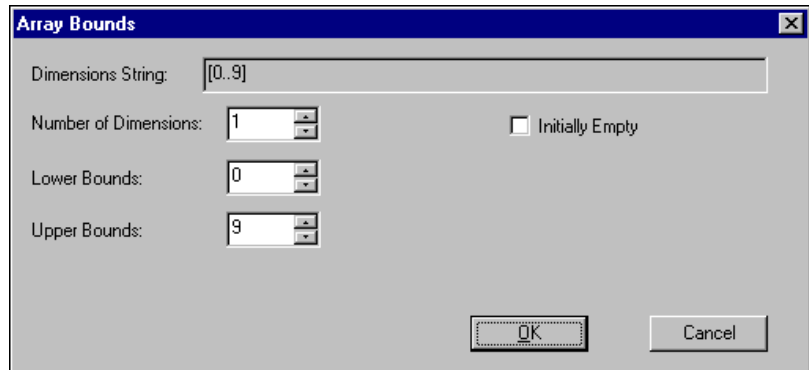 Array Bounds
Dimensions String: [0..9]
Number of Dimensions: 1 Initially Empty
Lower Bounds: 0
Upper Bounds: 9
OK Cancel